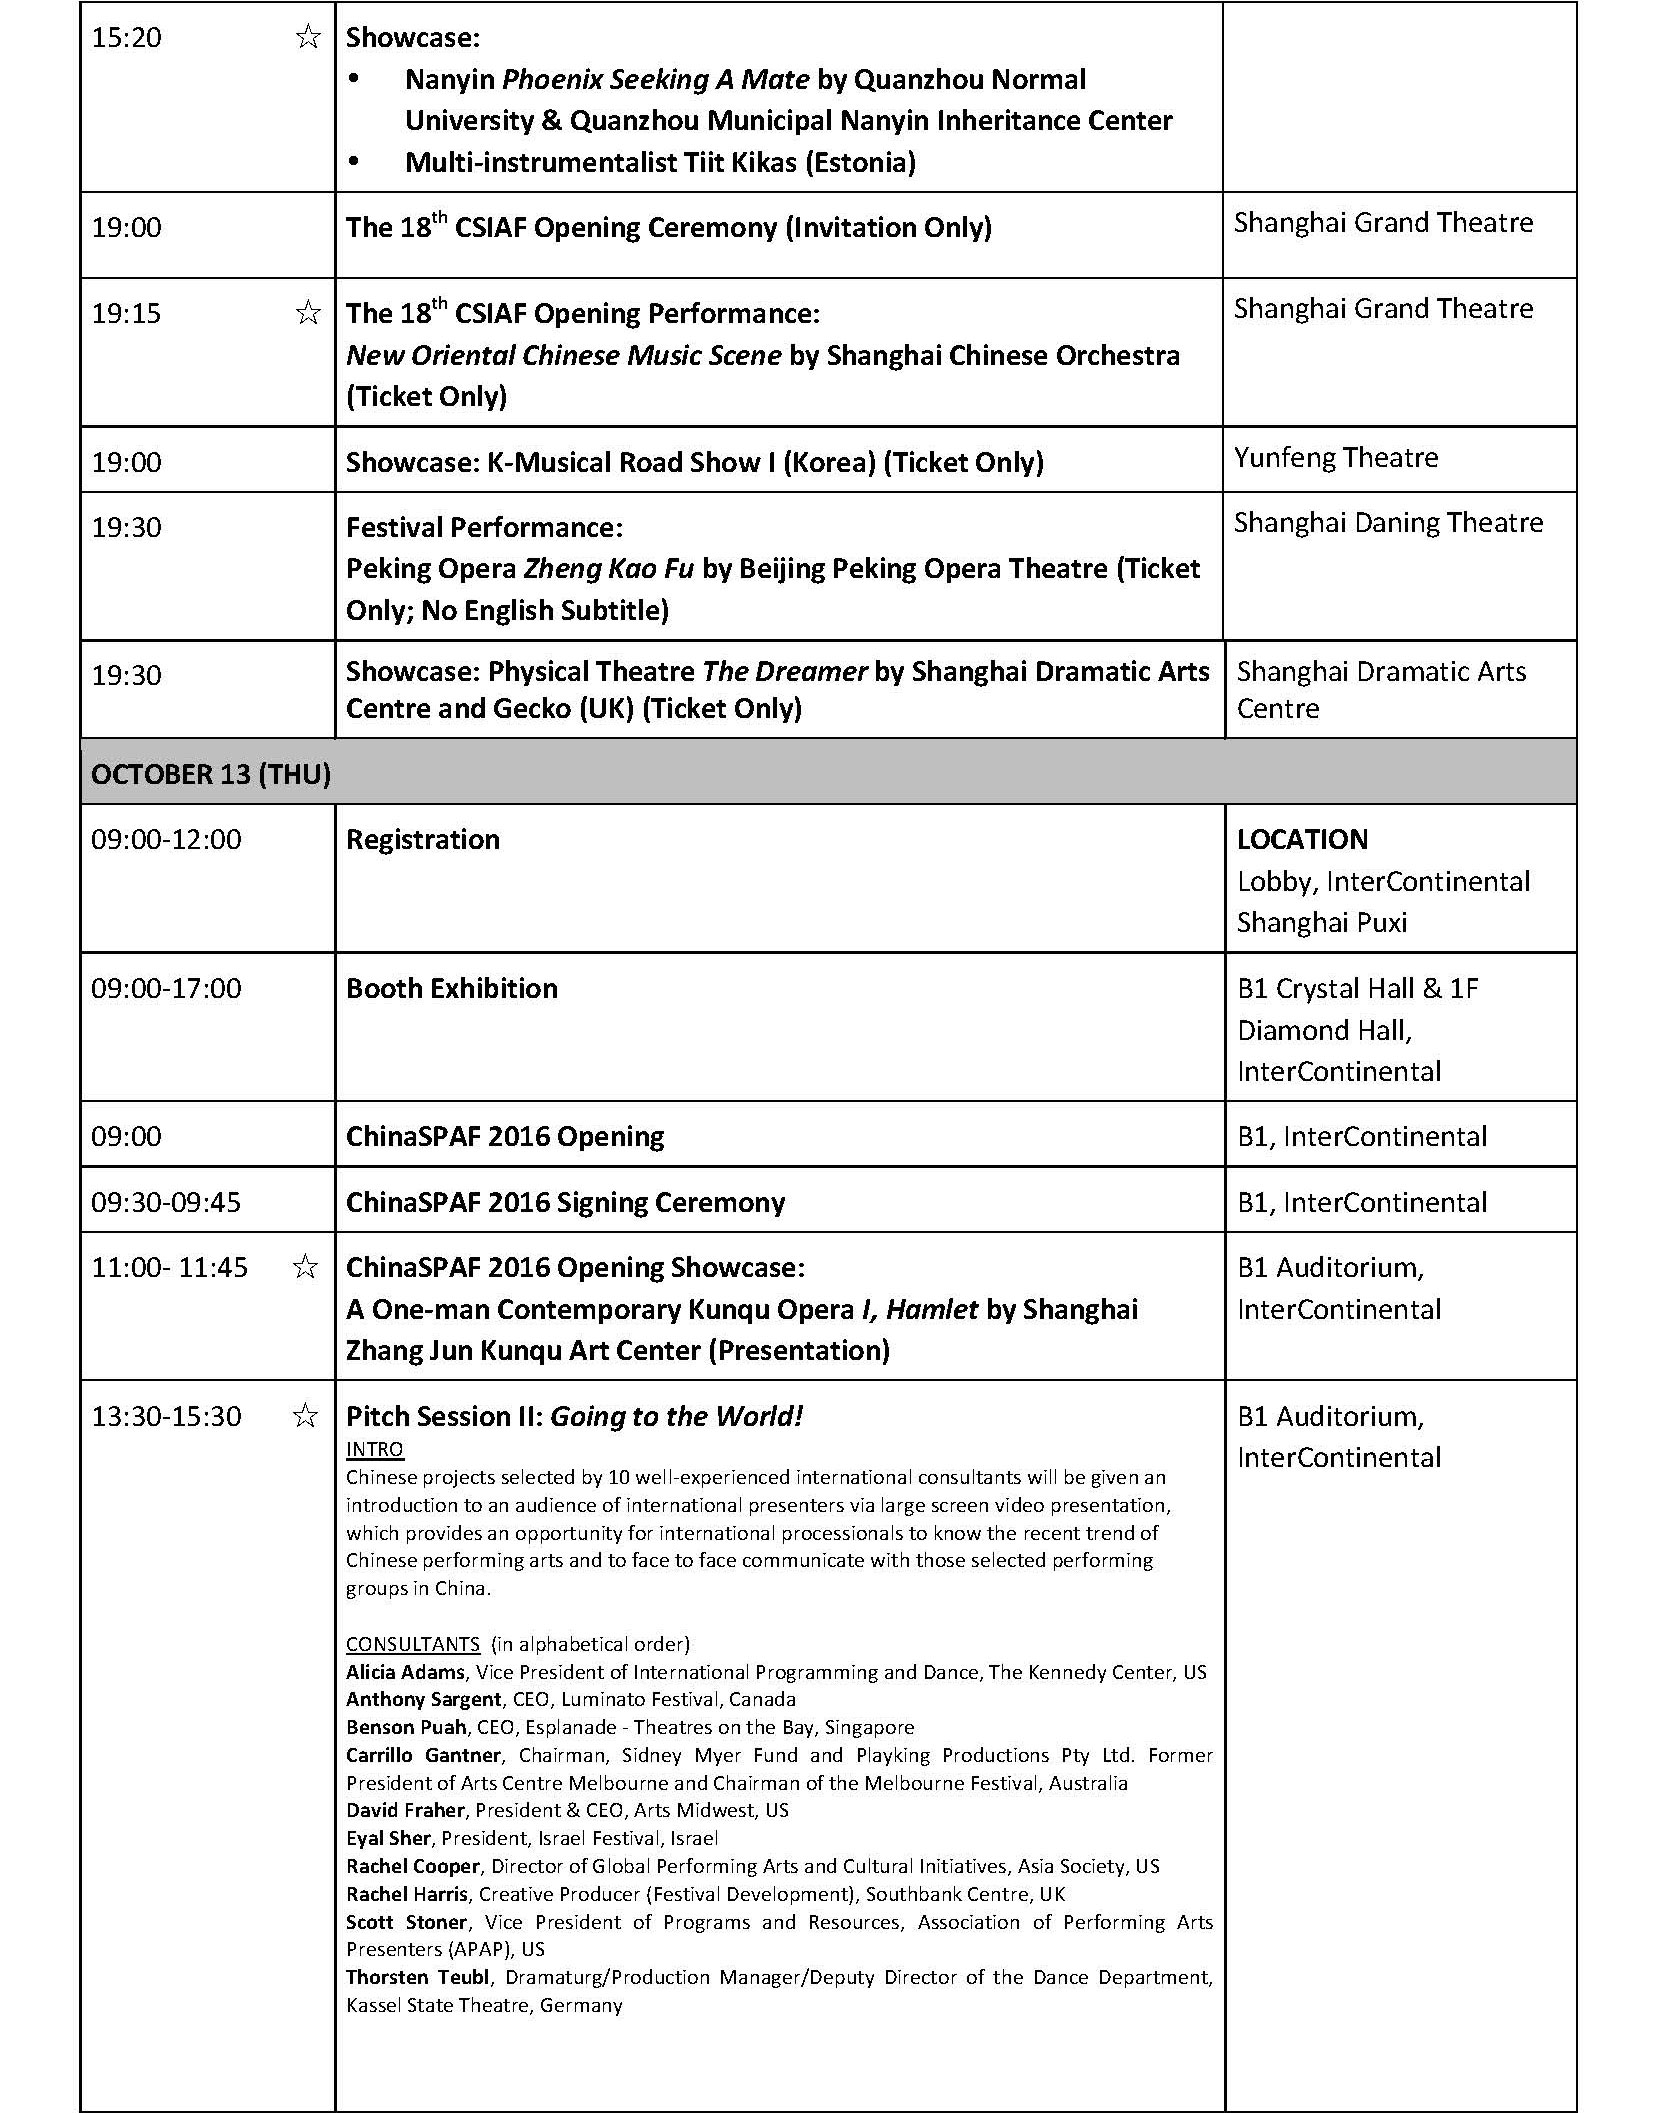 15:20 ☆ Showcase:
• Nanyin Phoenix Seeking A Mate by Quanzhou Normal
University & Quanzhou Municipal Nanyin Inheritance Center
• Multi-instrumentalist Tiit Kikas (Estonia)
19:00 The 18th CSIAF Opening Ceremony (Invitation Only) Shanghai Grand Theatre
19:15 ☆ The 18th CSIAF Opening Performance: Shanghai Grand Theatre
New Oriental Chinese Music Scene by Shanghai Chinese Orchestra
(Ticket Only)
19:00 Showcase: K-Musical Road Show I (Korea) (Ticket Only) Yunfeng Theatre
19:30 Festival Performance: Shanghai Daning Theatre
Peking Opera Zheng Kao Fu by Beijing Peking Opera Theatre (Ticket
Only; No English Subtitle)
19:30 Showcase: Physical Theatre The Dreamer by Shanghai Dramatic Arts Shanghai Dramatic Arts
Centre and Gecko (UK) (Ticket Only) Centre
OCTOBER 13 (THU)
09:00-12:00 Registration LOCATION
Lobby, InterContinental
Shanghai Puxi
09:00-17:00 Booth Exhibition B1 Crystal Hall & 1F
Diamond Hall,
InterContinental
09:00 ChinaSPAF 2016 Opening B1, InterContinental
09:30-09:45 ChinaSPAF 2016 Signing Ceremony B1, InterContinental
11:00- 11:45 ☆ ChinaSPAF 2016 Opening Showcase: B1 Auditorium,
A One-man Contemporary Kunqu Opera I, Hamlet by Shanghai InterContinental
Zhang Jun Kunqu Art Center (Presentation)
13:30-15:30 ☆ Pitch Session II: Going to the World! B1 Auditorium,
InterContinental
INTRO
Chinese projects selected by 10 well-experienced international consultants will be given an
introduction to an audience of international presenters via large screen video presentation,
which provides an opportunity for international processionals to know the recent trend of
Chinese performing arts and to face to face communicate with those selected performing
groups in China.
CONSULTANTS (in alphabetical order)
Alicia Adams, Vice President of International Programming and Dance, The Kennedy Center, US
Anthony Sargent, CEO, Luminato Festival, Canada
Benson Puah, CEO, Esplanade - Theatres on the Bay, Singapore
Carrillo Gantner, Chairman, Sidney Myer Fund and Playking Productions Pty Ltd. Former
President of Arts Centre Melbourne and Chairman of the Melbourne Festival, Australia
David Fraher, President & CEO, Arts Midwest, US
Eyal Sher, President, Israel Festival, Israel
Rachel Cooper, Director of Global Performing Arts and Cultural Initiatives, Asia Society, US
Rachel Harris, Creative Producer (Festival Development), Southbank Centre, UK
Scott Stoner, Vice President of Programs and Resources, Association of Performing Arts
Presenters (APAP), US
Thorsten Teubl, Dramaturg/Production Manager/Deputy Director of the Dance Department,
Kassel State Theatre, Germany